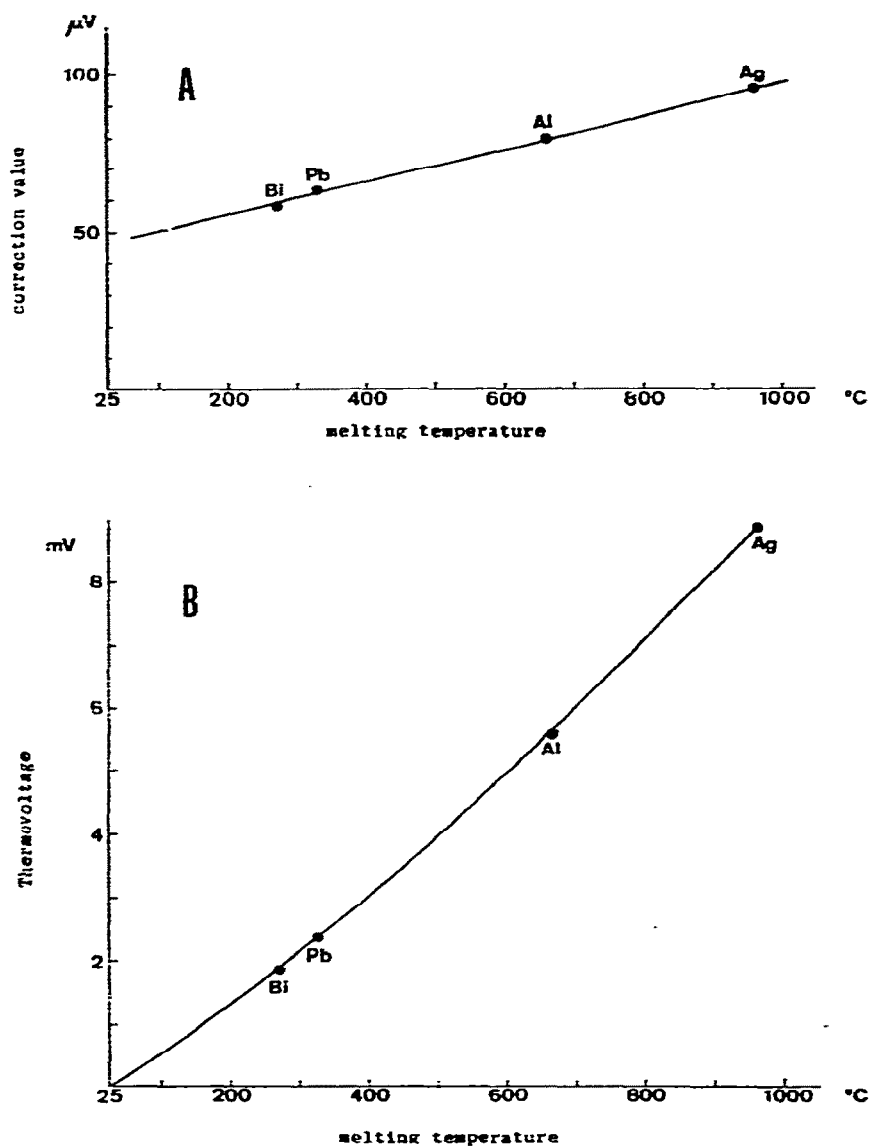 μV
A
100
Ag
Al
Pb
Bi
50
correction value
25 200 400 600 800 1000 °C
melting temperature
mV
B
8
Ag
6
Al
4
Thermovoltage
Pb
2
Bi
25 200 400 600 800 1000 °C
melting temperature